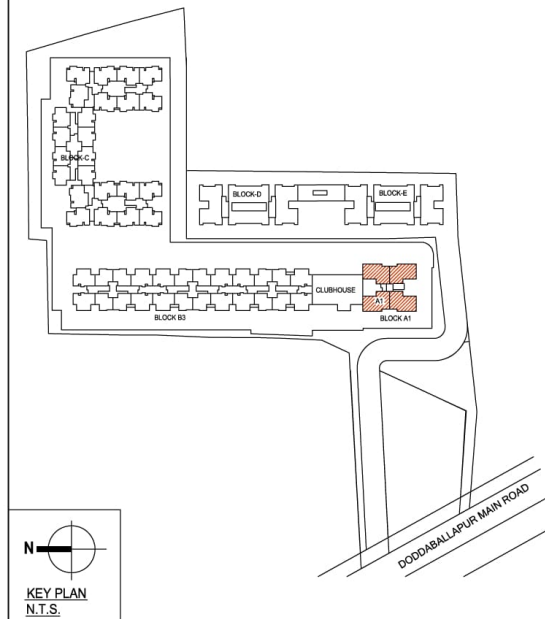 BLOCK-C
BLOCK-D
BLOCK-E
CLUBHOUSE
A1
BLOCK B3
BLOCK A1
DODDABALLAPUR MAIN ROAD
N
KEY PLAN
N.T.S.